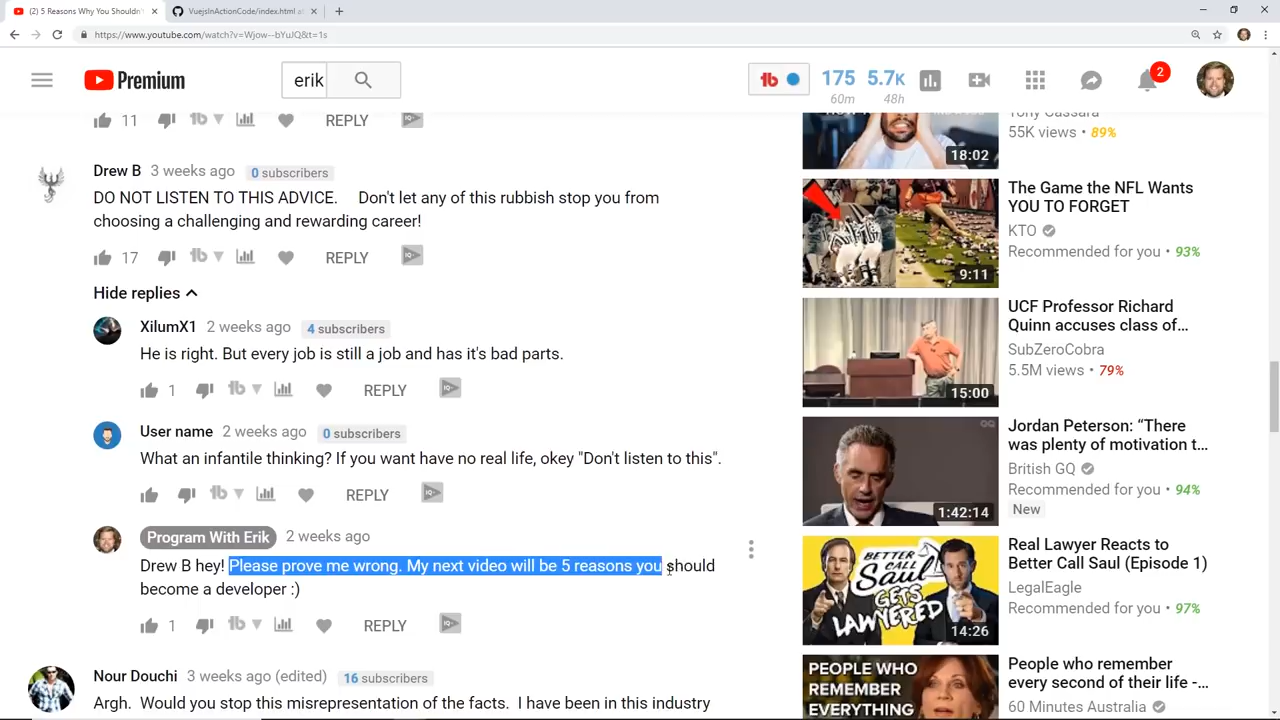 (2) 5 Reasons Why You Shouldn'
VuejsInActionCode/index.html at
https://www.youtube.com/watch?v=Wjow--bYuJQ&t=1s
Premium
erik
175
60m
5.7K
48h
2
11
REPLY
Drew B 3 weeks ago 0 subscribers
DO NOT LISTEN TO THIS ADVICE. Don't let any of this rubbish stop you from
choosing a challenging and rewarding career!
17 REPLY
Hide replies
XilumX1 2 weeks ago 4 subscribers
He is right. But every job is still a job and has it's bad parts.
1 REPLY
User name 2 weeks ago 0 subscribers
What an infantile thinking? If you want have no real life, okey "Don't listen to this".
REPLY
Program With Erik 2 weeks ago
Drew B hey! Please prove me wrong. My next video will be 5 reasons you should
become a developer :)
1 REPLY
Nour Douchi 3 weeks ago (edited) 16 subscribers
Argh. Would you stop this misrepresentation of the facts. I have been in this industry
Tony Cassara
55K views • 89%
18:02
The Game the NFL Wants
YOU TO FORGET
KTO
Recommended for you • 93%
9:11
UCF Professor Richard
Quinn accuses class of...
SubZeroCobra
5.5M views • 79%
15:00
Jordan Peterson: “There
was plenty of motivation t...
British GQ
Recommended for you • 94%
New
GQ
1:42:14
Real Lawyer Reacts to
Better Call Saul (Episode 1)
LegalEagle
Recommended for you • 97%
BETTER
CALL
Saul
GETS
LAWYERED
14:26
People who remember
every second of their life -...
60 Minutes Australia
PEOPLE WHO
REMEMBER
EVERYTHING